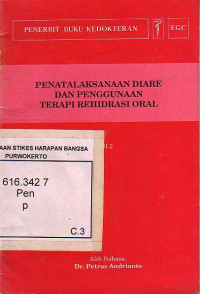 PENERBIT BUKU KEDOKTERAN
EGC
PENATALAKSANAAN DIARE
DAN PENGGUNAAN
TERAPI REHIDRASI ORAL
AAN STIKES HARAPAN BANGSA
PURWOKERTO
616.342 7
Pen
p
C.3
Alih Bahasa:
Dr. Petrus Andrianto